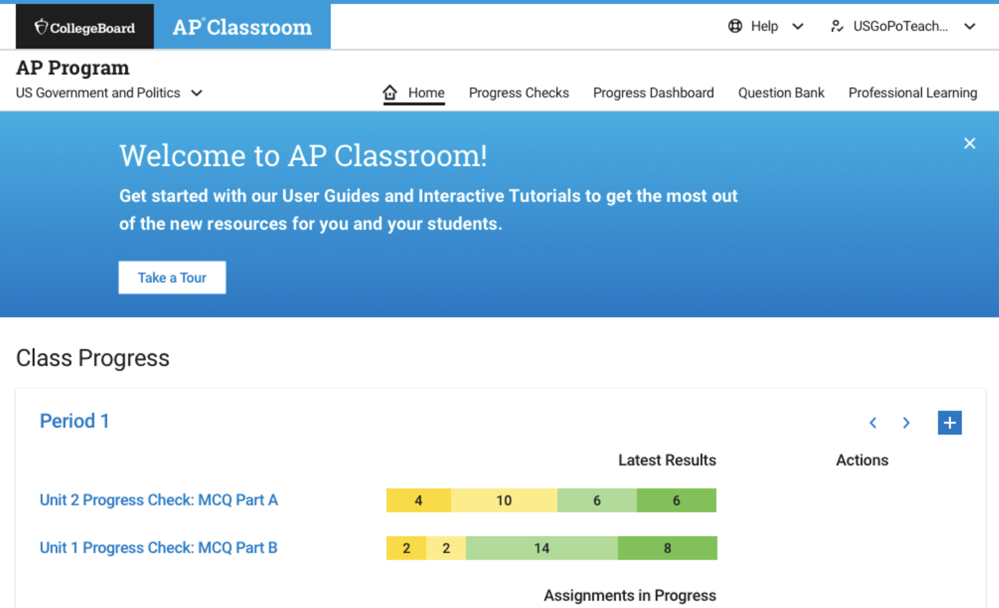 CollegeBoard
AP® Classroom
Help
USGoPoTeach...
AP Program
US Government and Politics
Home
Progress Checks
Progress Dashboard
Question Bank
Professional Learning
Welcome to AP Classroom!
Get started with our User Guides and Interactive Tutorials to get the most out
of the new resources for you and your students.
Take a Tour
Class Progress
Period 1
Latest Results
Actions
Unit 2 Progress Check: MCQ Part A
4 10 6 6
Unit 1 Progress Check: MCQ Part B
2 2 14 8
Assignments in Progress